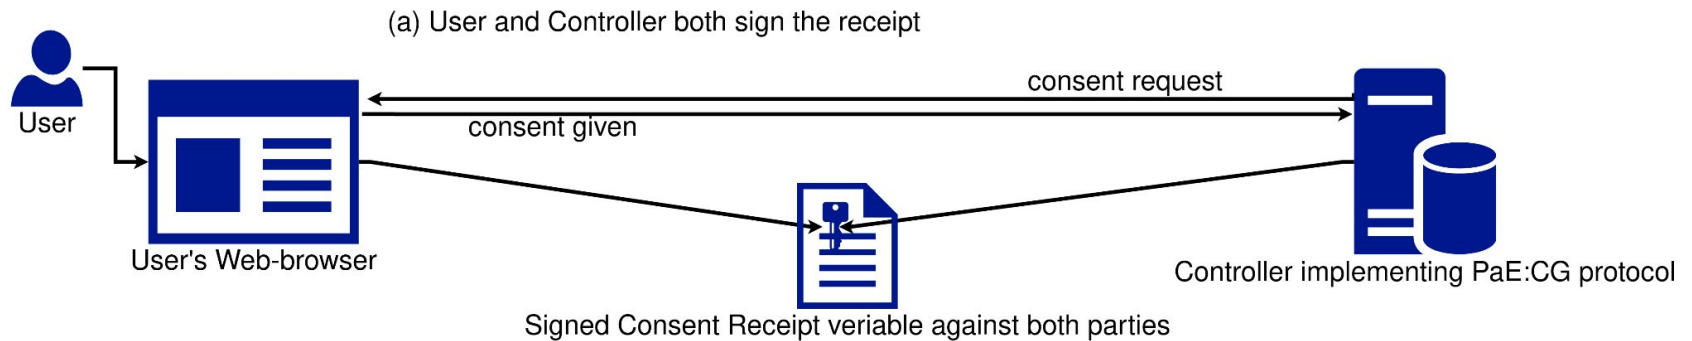 (a) User and Controller both sign the receipt
consent request
User
consent given
User's Web-browser
Controller implementing PaE:CG protocol
Signed Consent Receipt veriable against both parties